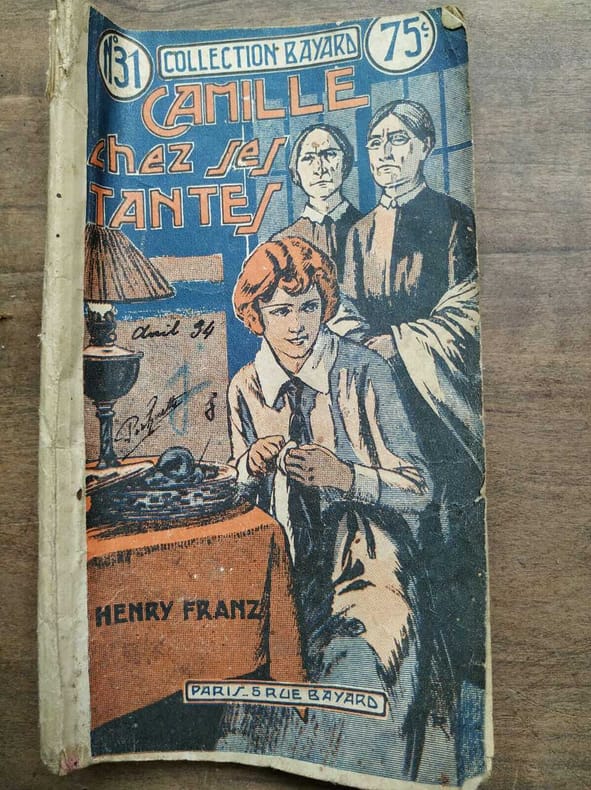 N° 31
COLLECTION BAYARD
75c
CAMILLE
chez ses
TANTES
avril 34
HENRY FRANZ
PARIS_5 RUE BAYARD